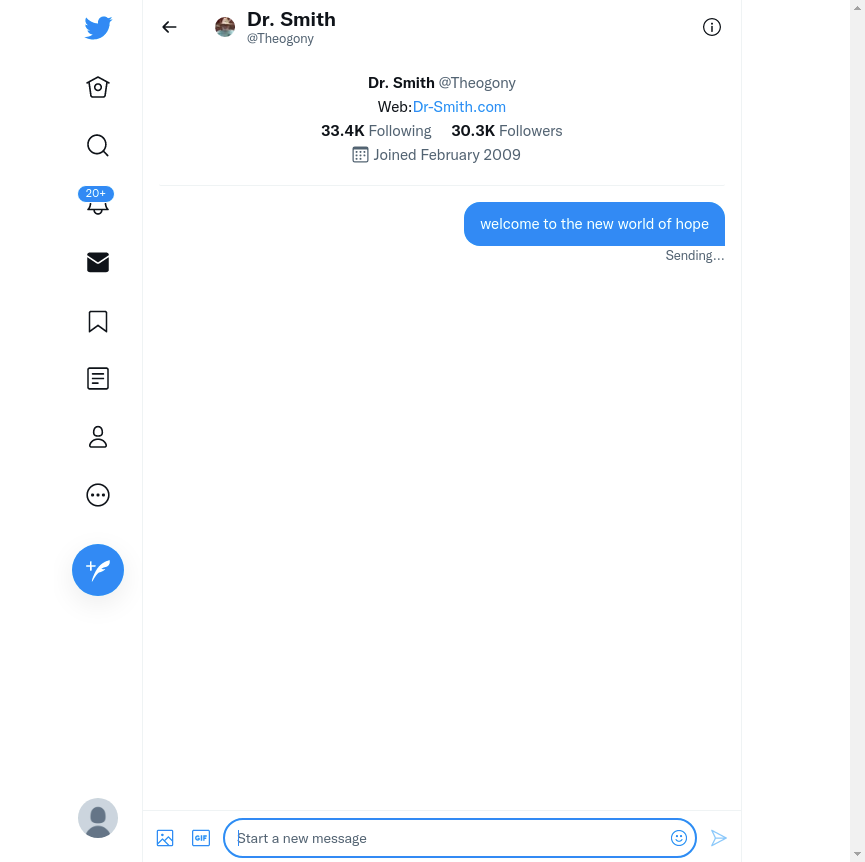 Dr. Smith
@Theogony
Dr. Smith @Theogony
Web:Dr-Smith.com
33.4K Following 30.3K Followers
Joined February 2009
20+
welcome to the new world of hope
Sending...
GIF
Start a new message